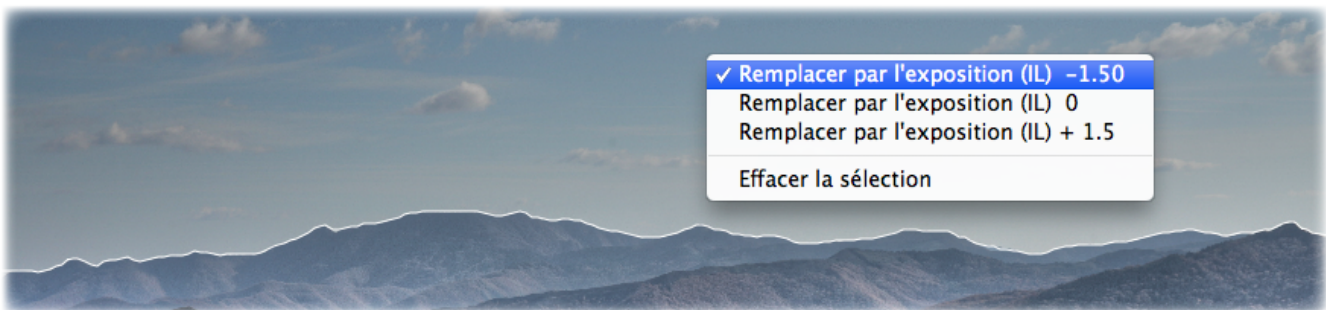 ✓ Remplacer par l'exposition (IL) -1.50
Remplacer par l'exposition (IL) 0
Remplacer par l'exposition (IL) + 1.5
Effacer la sélection